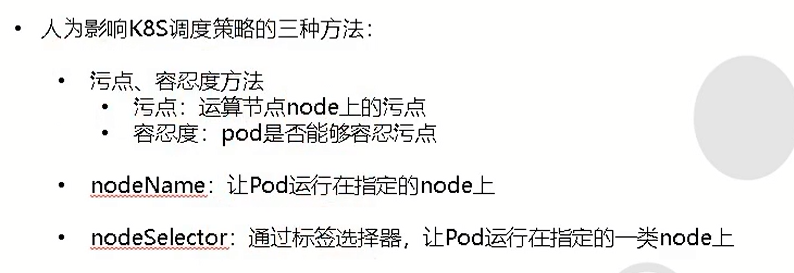 • 人为影响K8S调度策略的三种方法：
• 污点、容忍度方法
• 污点：运算节点node上的污点
• 容忍度：pod是否能够容忍污点
• nodeName：让Pod运行在指定的node上
• nodeSelector：通过标签选择器，让Pod运行在指定的一类node上